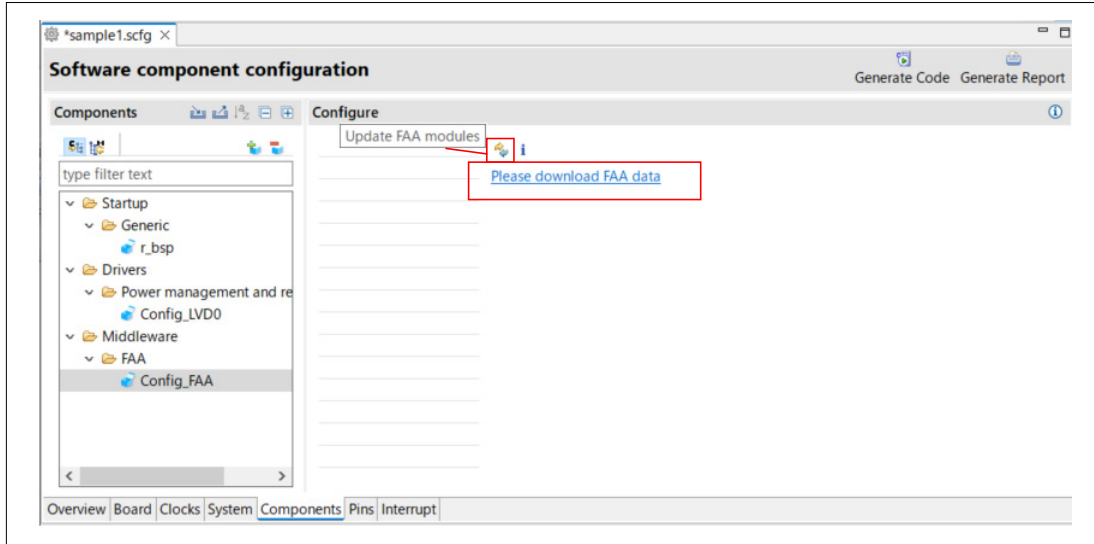 *sample1.scfg
Software component configuration
Generate Code Generate Report
Components
Configure
Update FAA modules
type filter text
Please download FAA data
Startup
Generic
r_bsp
Drivers
Power management and re
Config_LVD0
Middleware
FAA
Config_FAA
Overview Board Clocks System Components Pins Interrupt